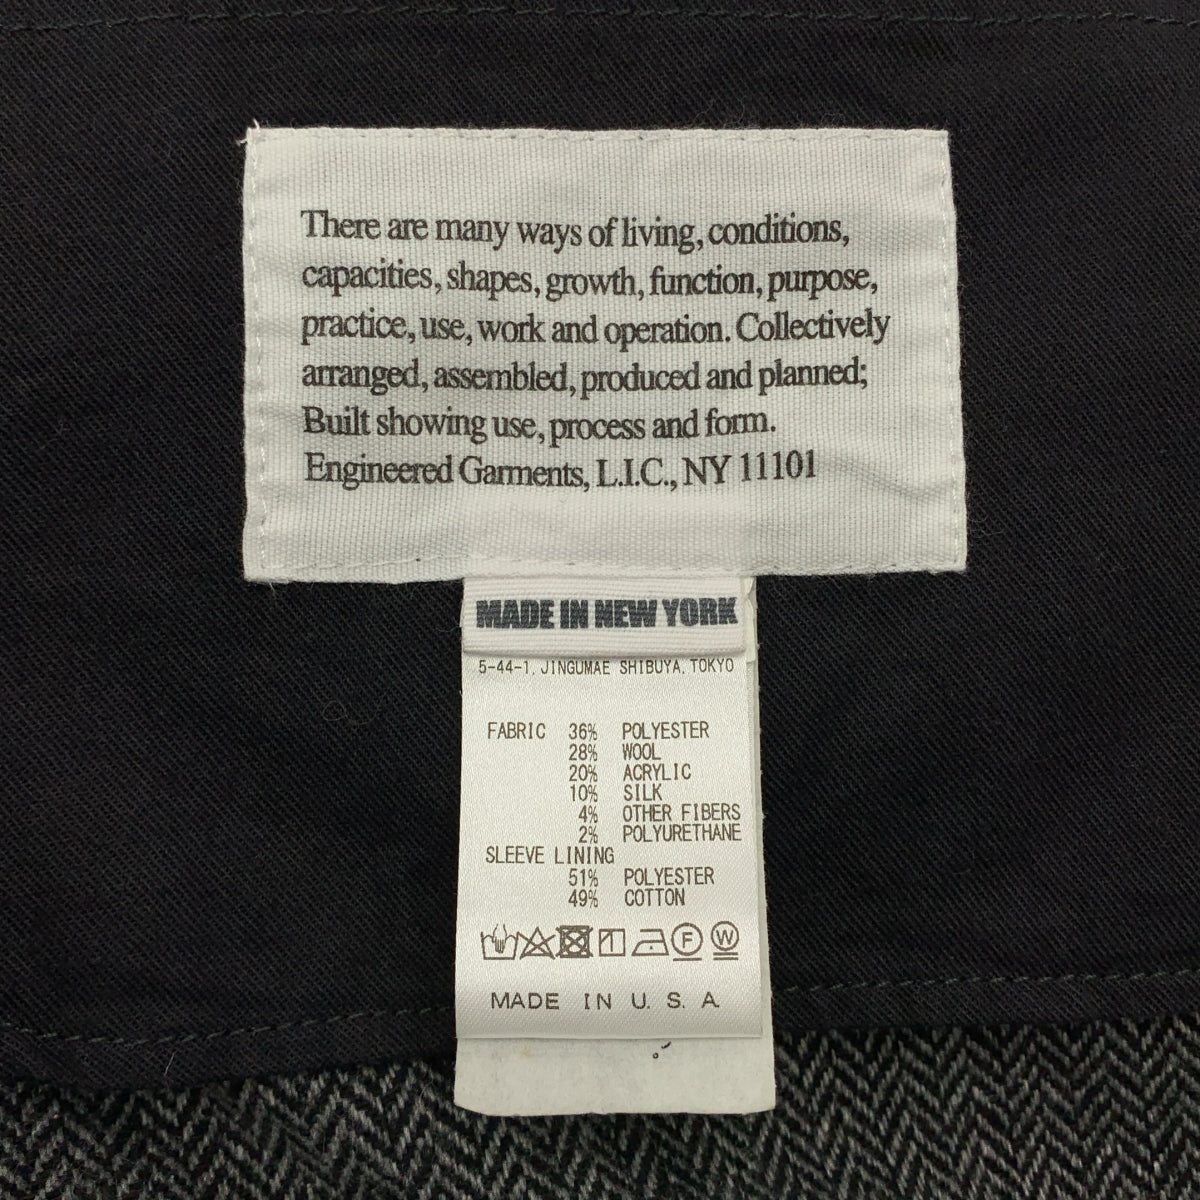 There are many ways of living, conditions,
capacities, shapes, growth, function, purpose,
practice, use, work and operation. Collectively
arranged, assembled, produced and planned;
Built showing use, process and form.
Engineered Garments, L.I.C., NY 11101
MADE IN NEW YORK
5-44-1, JINGUMAE SHIBUYA, TOKYO
FABRIC 36% POLYESTER
28% WOOL
20% ACRYLIC
10% SILK
4% OTHER FIBERS
2% POLYURETHANE
SLEEVE LINING
51% POLYESTER
49% COTTON
F W
MADE IN U. S. A